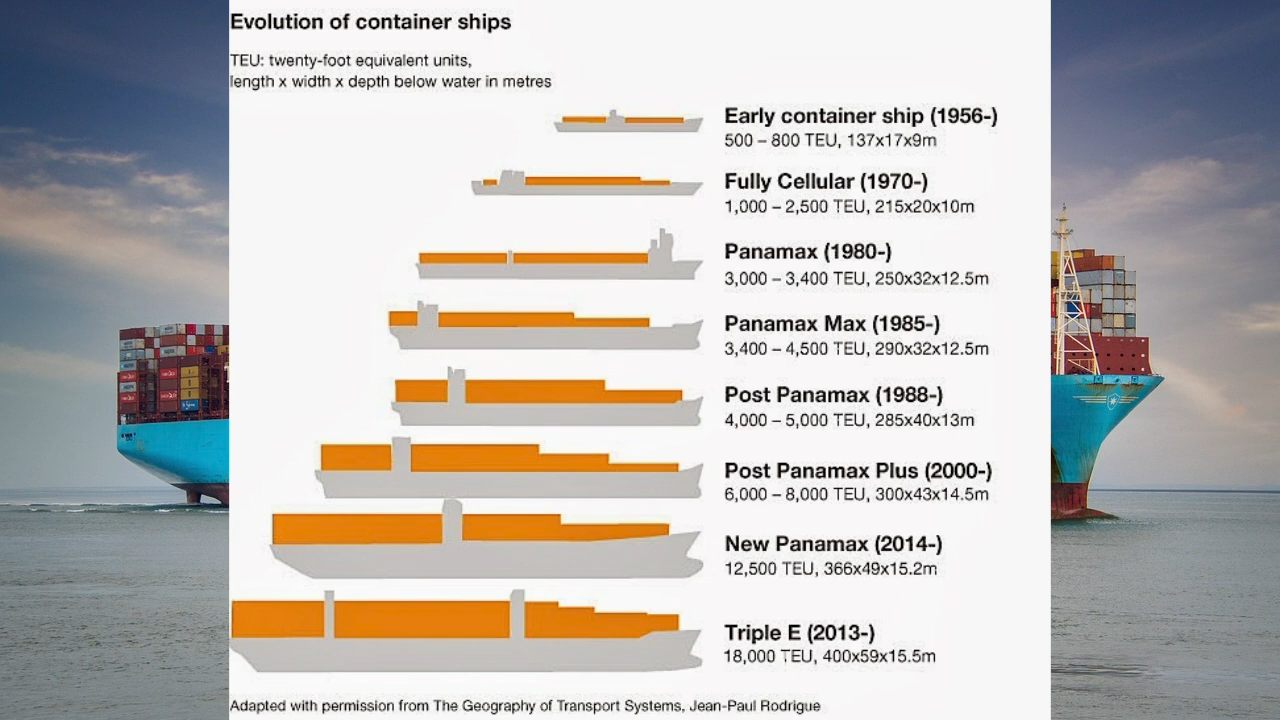 Evolution of container ships
TEU: twenty-foot equivalent units,
length x width x depth below water in metres
Early container ship (1956-)
500 – 800 TEU, 137x17x9m
Fully Cellular (1970-)
1,000 – 2,500 TEU, 215x20x10m
Panamax (1980-)
3,000 – 3,400 TEU, 250x32x12.5m
Panamax Max (1985-)
3,400 – 4,500 TEU, 290x32x12.5m
Post Panamax (1988-)
4,000 – 5,000 TEU, 285x40x13m
Post Panamax Plus (2000-)
6,000 – 8,000 TEU, 300x43x14.5m
New Panamax (2014-)
12,500 TEU, 366x49x15.2m
Triple E (2013-)
18,000 TEU, 400x59x15.5m
Adapted with permission from The Geography of Transport Systems, Jean-Paul Rodrigue